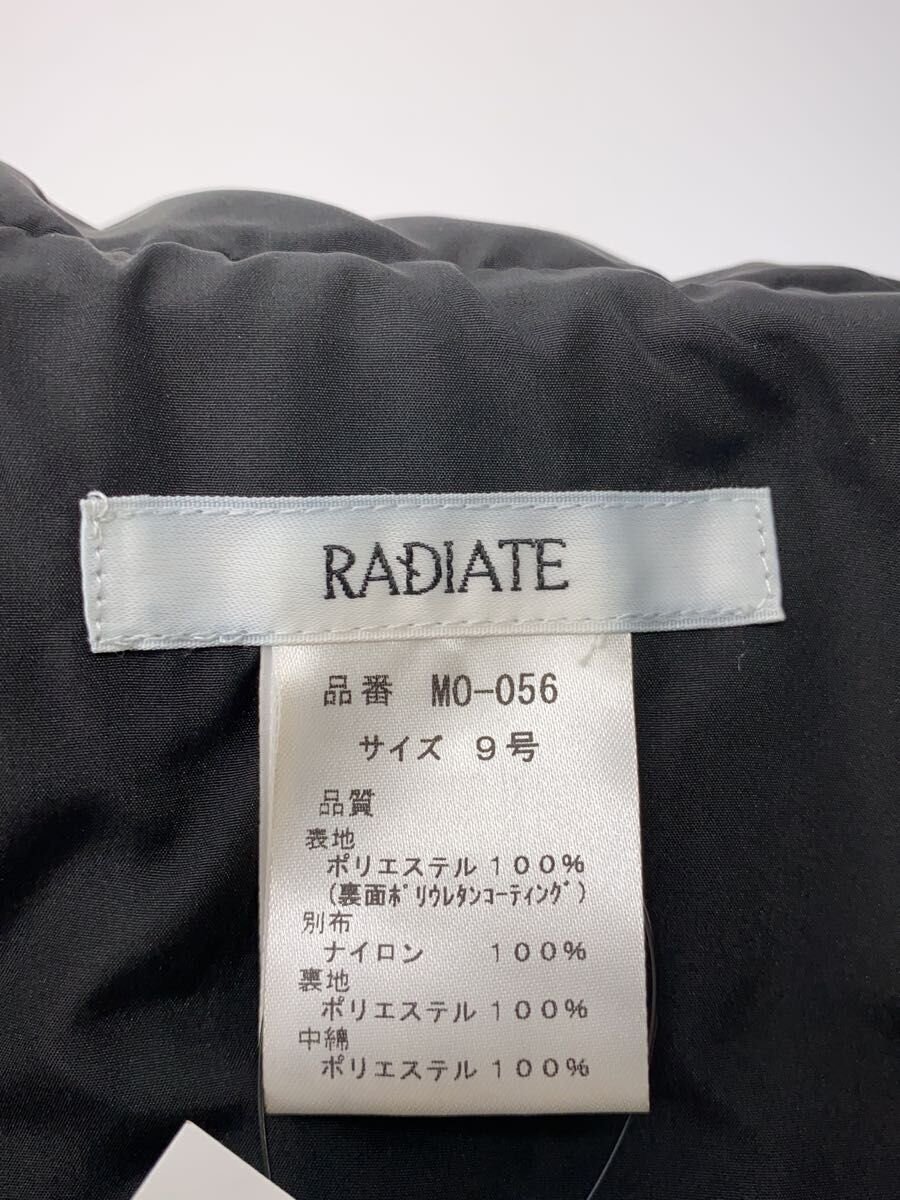 RADIATE
品番 MO-056
サイズ 9号
品質
表地
ポリエステル 100%
(裏面ﾎﾟﾘｳﾚﾀﾝｺｰﾃｨﾝｸﾞ)
別布
ナイロン 100%
裏地
ポリエステル 100%
中綿
ポリエステル 100%